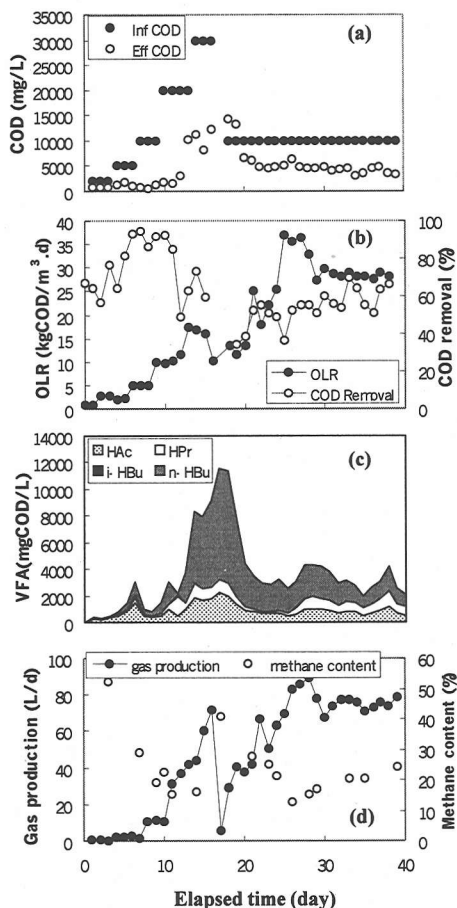 35000
30000
25000
20000
15000
10000
5000
0
COD (mg/L)
Inf COD
Eff COD
(a)
40
35
30
25
20
15
10
5
0
OLR (kgCOD/m³.d)
100
80
60
40
20
0
COD removal (%)
(b)
OLR
COD Removal
14000
12000
10000
8000
6000
4000
2000
0
VFA(mgCOD/L)
HAc
HPr
i- HBu
n- HBu
(c)
100
80
60
40
20
0
Gas production (L/d)
60
50
40
30
20
10
0
Methane content (%)
gas production
methane content
(d)
0
10
20
30
40
Elapsed time (day)